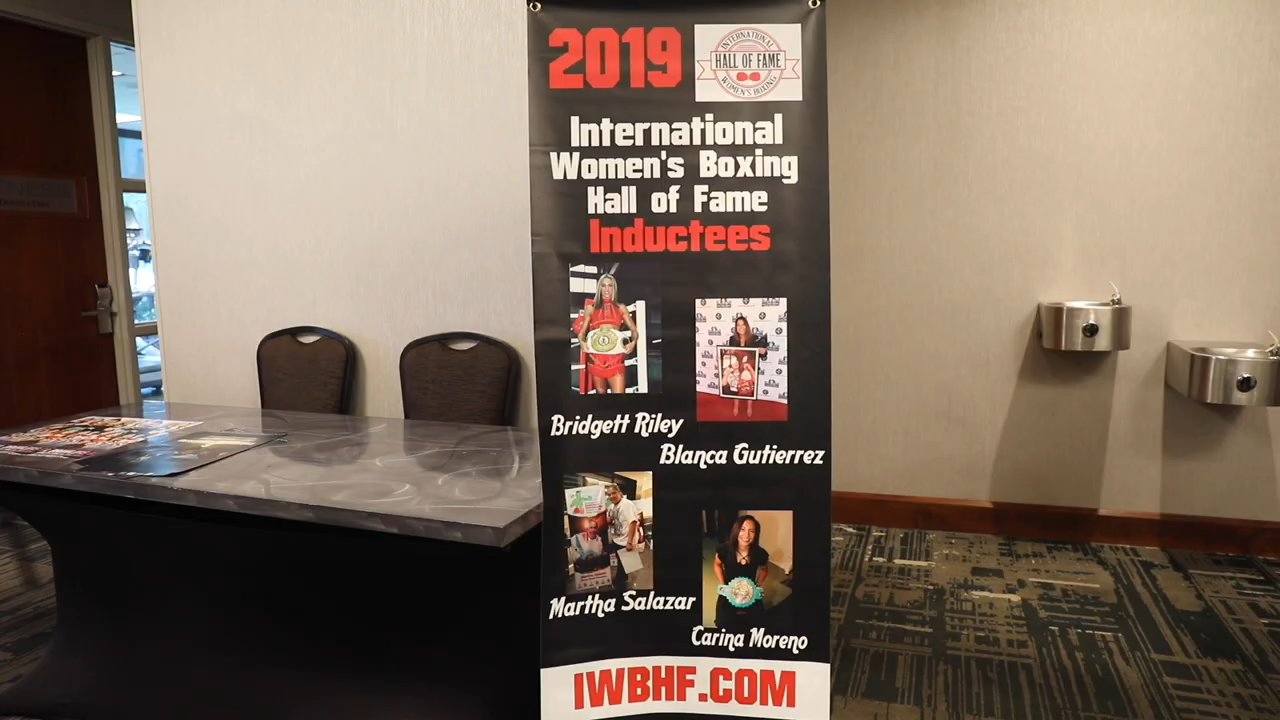 2019
INTERNATIONAL
HALL OF FAME
WOMEN'S BOXING
International
Women's Boxing
Hall of Fame
Inductees
Bridgett Riley
Blanca Gutierrez
Martha Salazar
Carina Moreno
IWBHF.COM